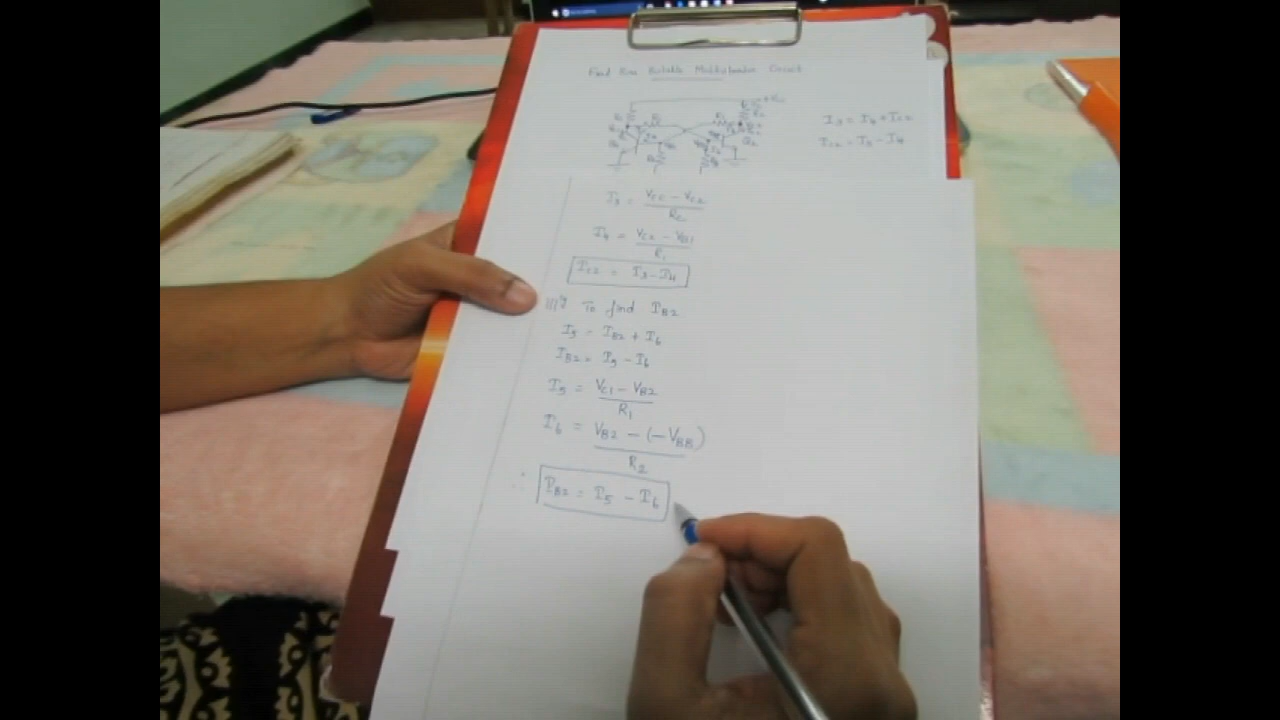 Fixed Bias Bistable Multivibrator Circuit
+Vcc
I3 = I4 + IC2
IC2 = I3 - I4
I3 = VCC - VC2
RC
I4 = VC2 - VB1
R1
IC2 = I3 - I4
|||ly To find IB2
I5 = IB2 + I6
IB2 = I5 - I6
I5 = VC1 - VB2
R1
I6 = VB2 - (-VBB)
R2
∴ IB2 = I5 - I6